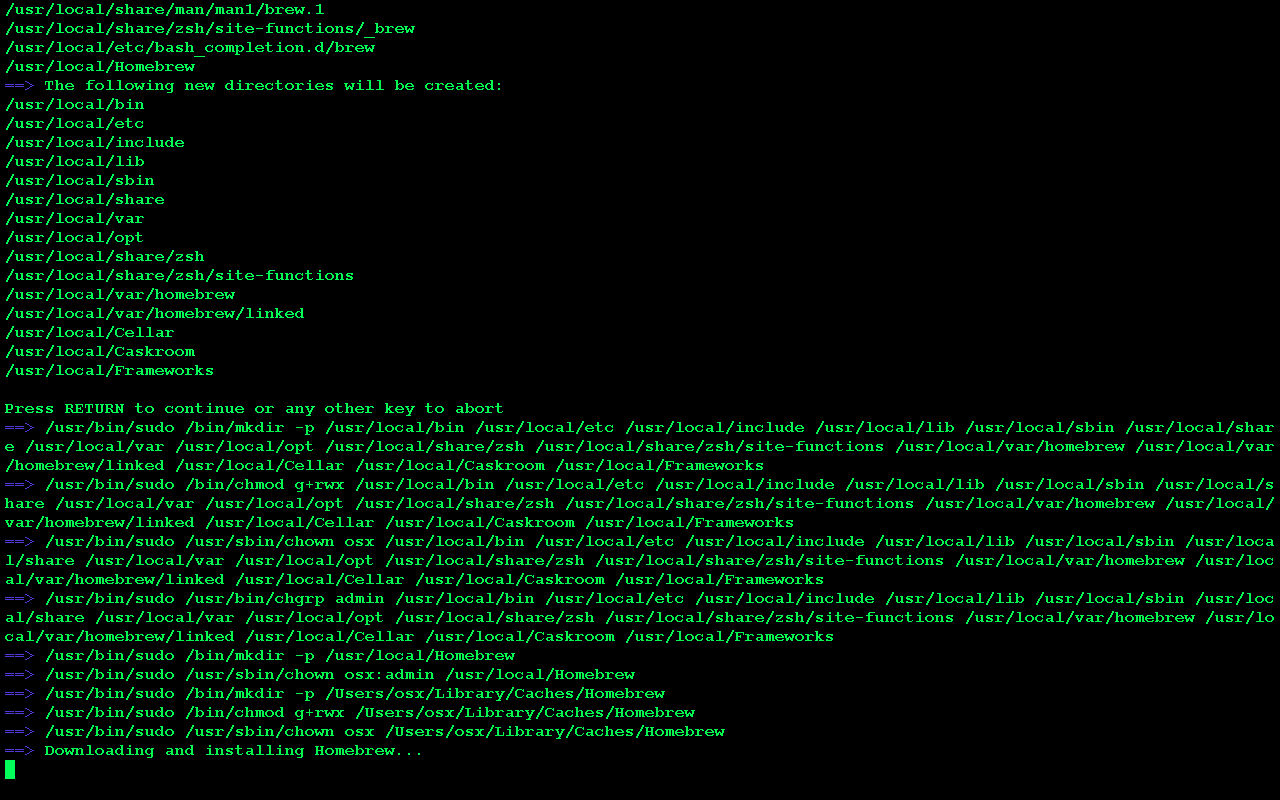 /usr/local/share/man/man1/brew.1
/usr/local/share/zsh/site-functions/_brew
/usr/local/etc/bash_completion.d/brew
/usr/local/Homebrew
==> The following new directories will be created:
/usr/local/bin
/usr/local/etc
/usr/local/include
/usr/local/lib
/usr/local/sbin
/usr/local/share
/usr/local/var
/usr/local/opt
/usr/local/share/zsh
/usr/local/share/zsh/site-functions
/usr/local/var/homebrew
/usr/local/var/homebrew/linked
/usr/local/Cellar
/usr/local/Caskroom
/usr/local/Frameworks

Press RETURN to continue or any other key to abort
==> /usr/bin/sudo /bin/mkdir -p /usr/local/bin /usr/local/etc /usr/local/include /usr/local/lib /usr/local/sbin /usr/local/shar
e /usr/local/var /usr/local/opt /usr/local/share/zsh /usr/local/share/zsh/site-functions /usr/local/var/homebrew /usr/local/var
/homebrew/linked /usr/local/Cellar /usr/local/Caskroom /usr/local/Frameworks
==> /usr/bin/sudo /bin/chmod g+rwx /usr/local/bin /usr/local/etc /usr/local/include /usr/local/lib /usr/local/sbin /usr/local/s
hare /usr/local/var /usr/local/opt /usr/local/share/zsh /usr/local/share/zsh/site-functions /usr/local/var/homebrew /usr/local/
var/homebrew/linked /usr/local/Cellar /usr/local/Caskroom /usr/local/Frameworks
==> /usr/bin/sudo /usr/sbin/chown osx /usr/local/bin /usr/local/etc /usr/local/include /usr/local/lib /usr/local/sbin /usr/loca
l/share /usr/local/var /usr/local/opt /usr/local/share/zsh /usr/local/share/zsh/site-functions /usr/local/var/homebrew /usr/loc
al/var/homebrew/linked /usr/local/Cellar /usr/local/Caskroom /usr/local/Frameworks
==> /usr/bin/sudo /usr/bin/chgrp admin /usr/local/bin /usr/local/etc /usr/local/include /usr/local/lib /usr/local/sbin /usr/loc
al/share /usr/local/var /usr/local/opt /usr/local/share/zsh /usr/local/share/zsh/site-functions /usr/local/var/homebrew /usr/lo
cal/var/homebrew/linked /usr/local/Cellar /usr/local/Caskroom /usr/local/Frameworks
==> /usr/bin/sudo /bin/mkdir -p /usr/local/Homebrew
==> /usr/bin/sudo /usr/sbin/chown osx:admin /usr/local/Homebrew
==> /usr/bin/sudo /bin/mkdir -p /Users/osx/Library/Caches/Homebrew
==> /usr/bin/sudo /bin/chmod g+rwx /Users/osx/Library/Caches/Homebrew
==> /usr/bin/sudo /usr/sbin/chown osx /Users/osx/Library/Caches/Homebrew
==> Downloading and installing Homebrew...